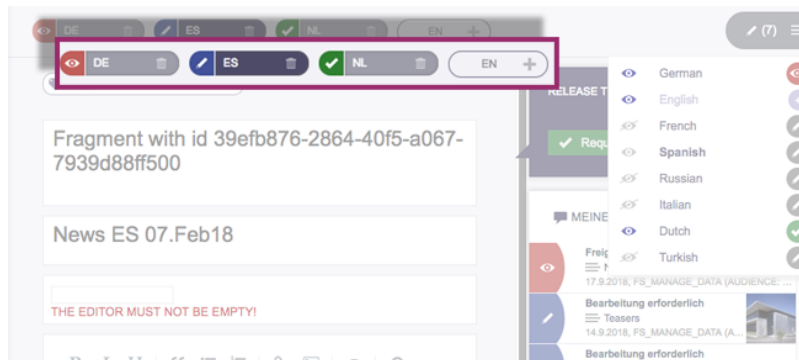 DE ES NL EN
(7)
DE ES NL EN
RELEASE T
Requ
German
English
French
Spanish
Russian
Italian
Dutch
Turkish
Fragment with id 39efb876-2864-40f5-a067-
7939d88ff500
News ES 07.Feb18
THE EDITOR MUST NOT BE EMPTY!
MEINE
Freig
17.9.2018, FS_MANAGE_DATA (AUDIENCE: ...
Bearbeitung erforderlich
Teasers
14.9.2018, FS_MANAGE_DATA (A...
Bearbeitung erforderlich